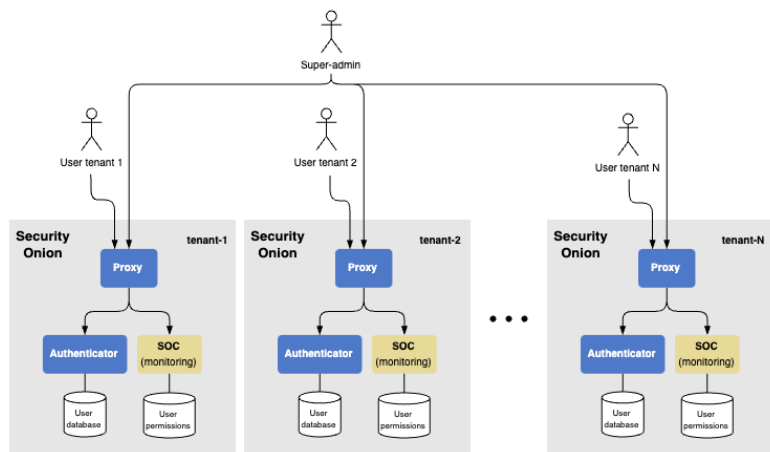 Super-admin
User tenant 1
User tenant 2
User tenant N
Security
Onion
tenant-1
Proxy
Authenticator
SOC
(monitoring)
User
database
User
permissions
Security
Onion
tenant-2
Proxy
Authenticator
SOC
(monitoring)
User
database
User
permissions
Security
Onion
tenant-N
Proxy
Authenticator
SOC
(monitoring)
User
database
User
permissions